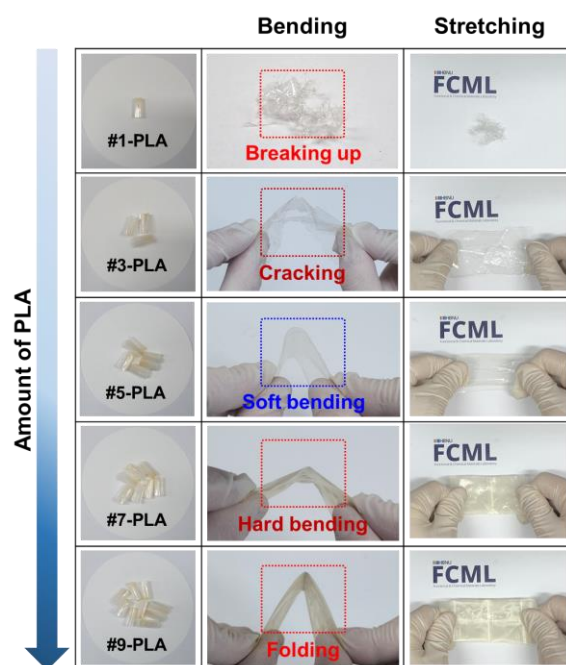 Bending
Stretching
Amount of PLA
#1-PLA
Breaking up
FCML
#3-PLA
Cracking
FCML
#5-PLA
Soft bending
FCML
#7-PLA
Hard bending
FCML
#9-PLA
Folding
FCML